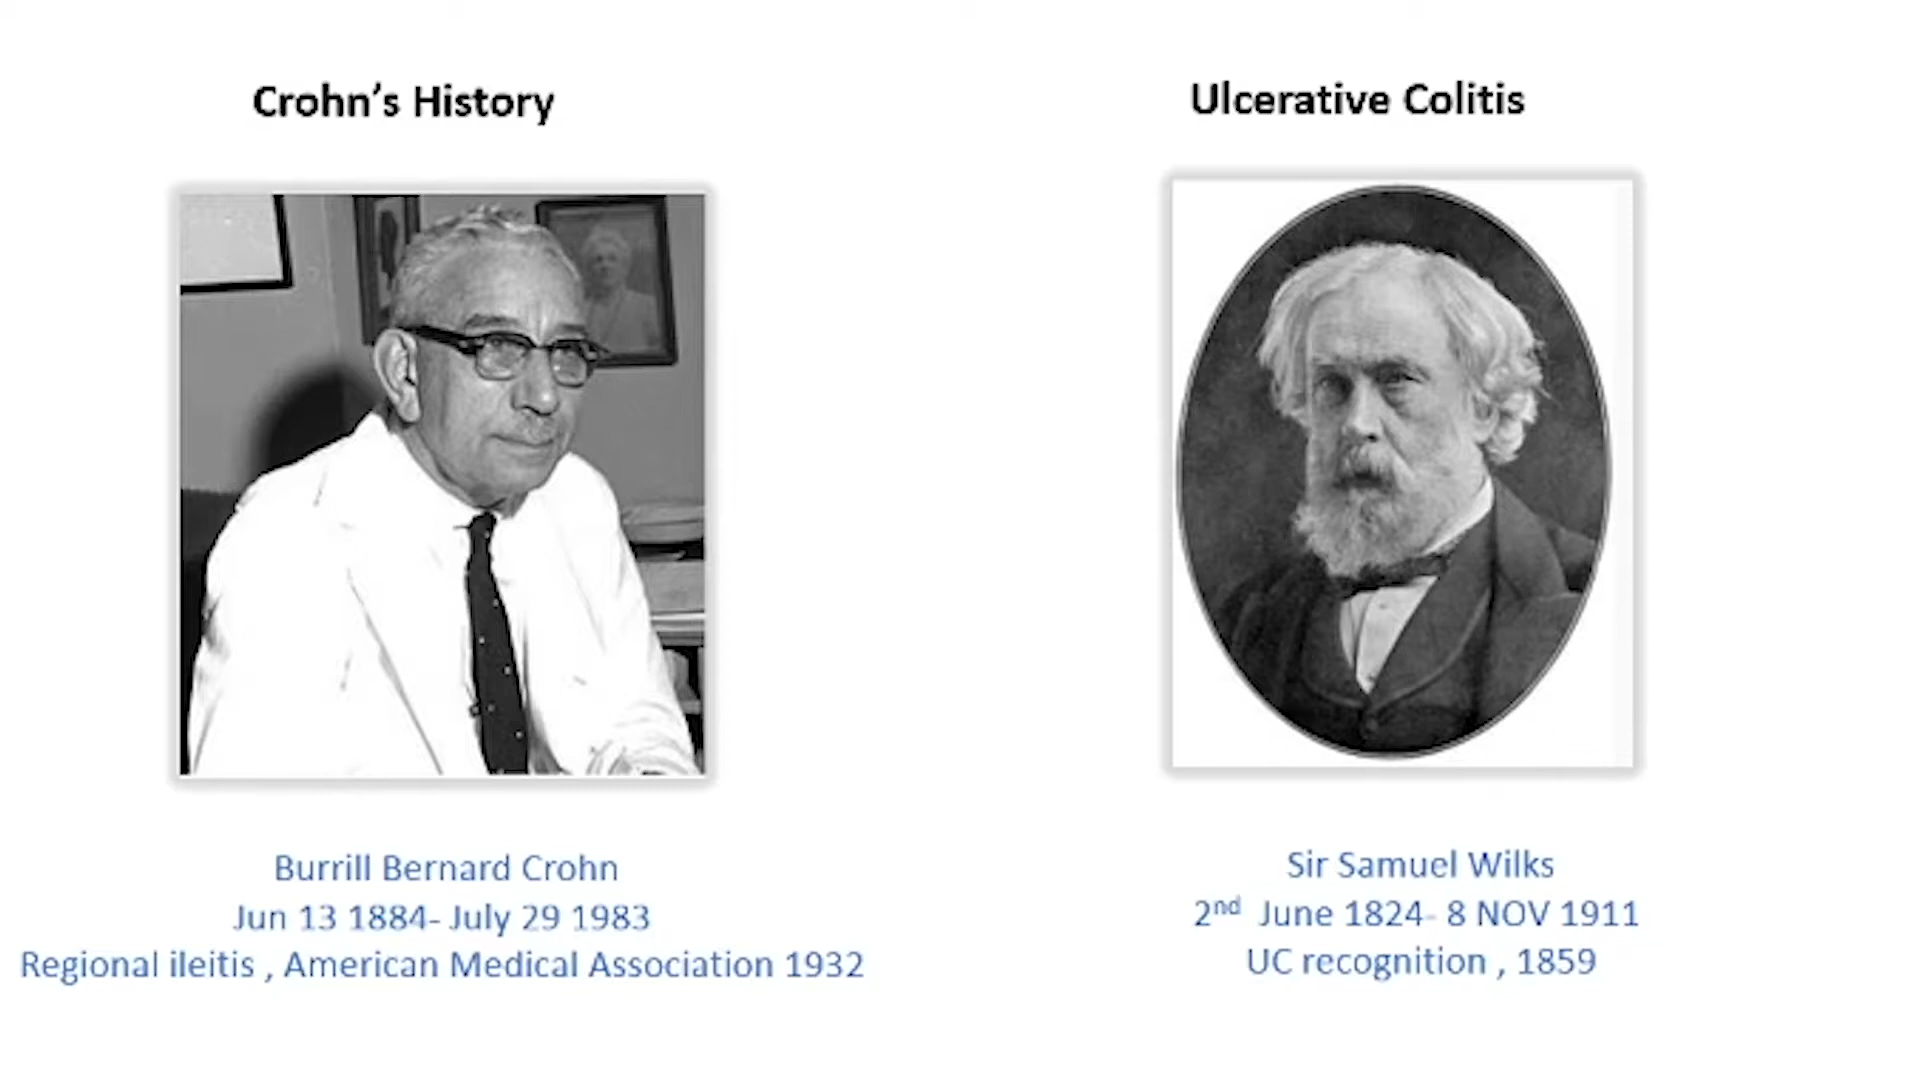 Crohn's History
Burrill Bernard Crohn
Jun 13 1884- July 29 1983
Regional ileitis , American Medical Association 1932
Ulcerative Colitis
Sir Samuel Wilks
2nd June 1824- 8 NOV 1911
UC recognition , 1859